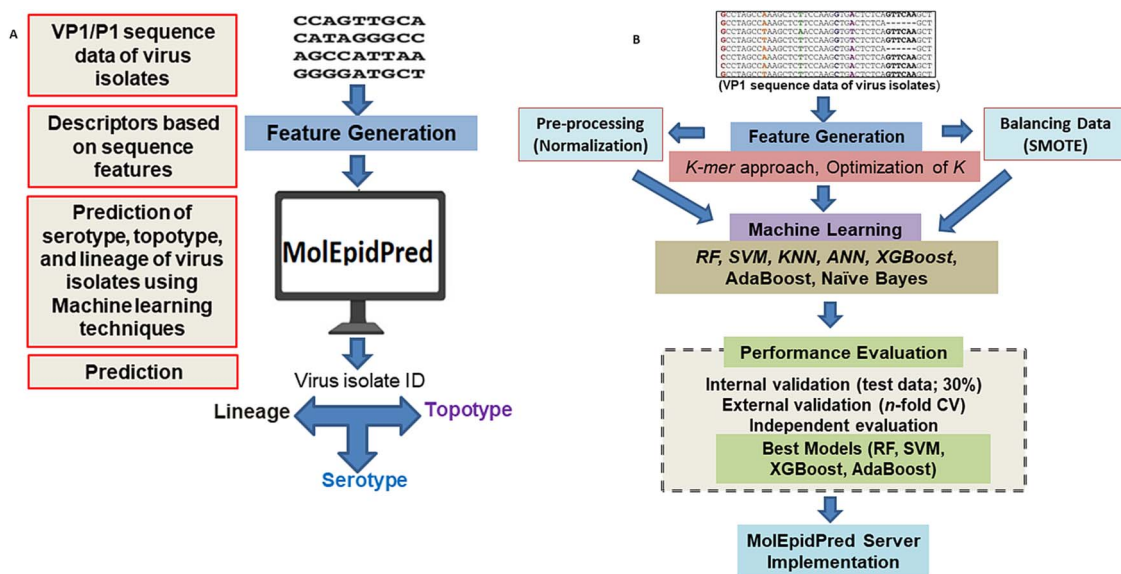 A
VP1/P1 sequence
data of virus
isolates
Descriptors based
on sequence
features
Prediction of
serotype, topotype,
and lineage of virus
isolates using
Machine learning
techniques
Prediction
CCAGTTGCA
CATAGGGCC
AGCCATTAA
GGGGATGCT
Feature Generation
MolEpidPred
Virus isolate ID
Lineage
Topotype
Serotype
B
(VP1 sequence data of virus isolates)
Pre-processing
(Normalization)
Feature Generation
K-mer approach, Optimization of K
Balancing Data
(SMOTE)
Machine Learning
RF, SVM, KNN, ANN, XGBoost,
AdaBoost, Naïve Bayes
Performance Evaluation
Internal validation (test data; 30%)
External validation (n-fold CV)
Independent evaluation
Best Models (RF, SVM,
XGBoost, AdaBoost)
MolEpidPred Server
Implementation